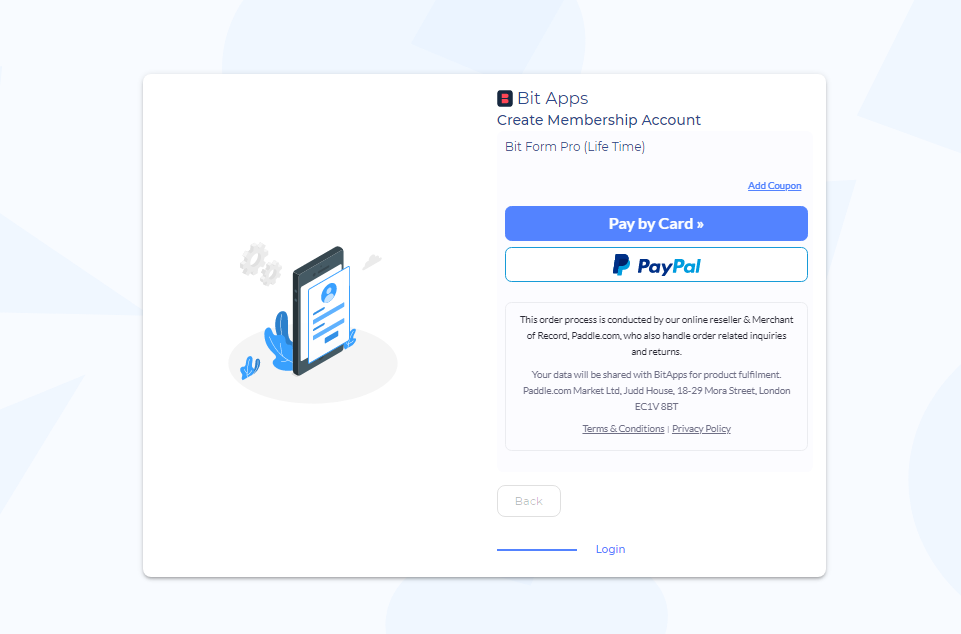 Bit Apps
Create Membership Account
Bit Form Pro (Life Time)
Add Coupon
Pay by Card »
PayPal
This order process is conducted by our online reseller & Merchant
of Record, Paddle.com, who also handle order related inquiries
and returns.
Your data will be shared with BitApps for product fulfilment.
Paddle.com Market Ltd, Judd House, 18-29 Mora Street, London
EC1V 8BT
Terms & Conditions | Privacy Policy
Back
Login